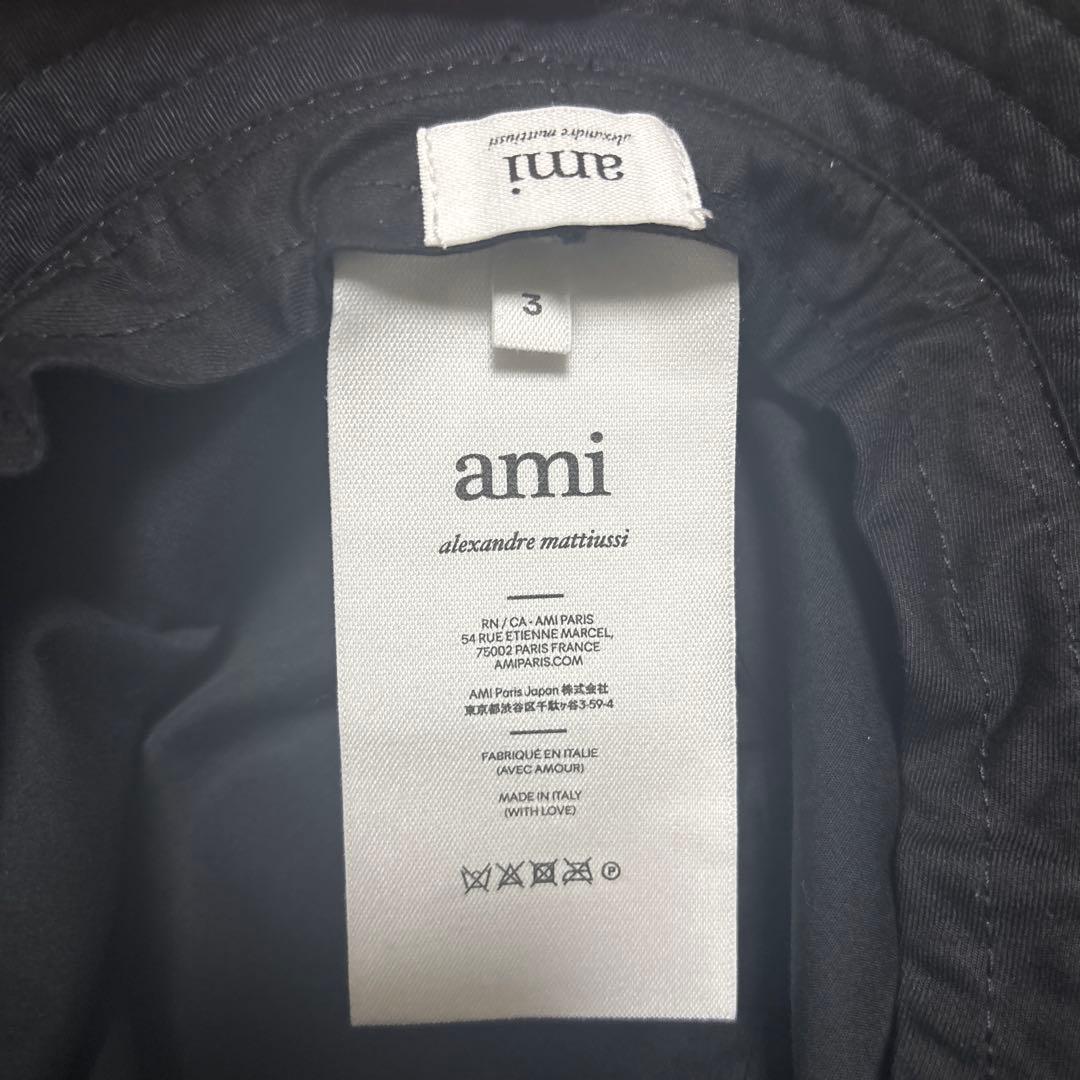 ami
alexandre mattiussi
3
ami
alexandre mattiussi
RN / CA - AMI PARIS
54 RUE ETIENNE MARCEL,
75002 PARIS FRANCE
AMIPARIS.COM
AMI Paris Japan 株式会社
東京都渋谷区千駄ヶ谷3-59-4
FABRIQUÉ EN ITALIE
(AVEC AMOUR)
MADE IN ITALY
(WITH LOVE)
P